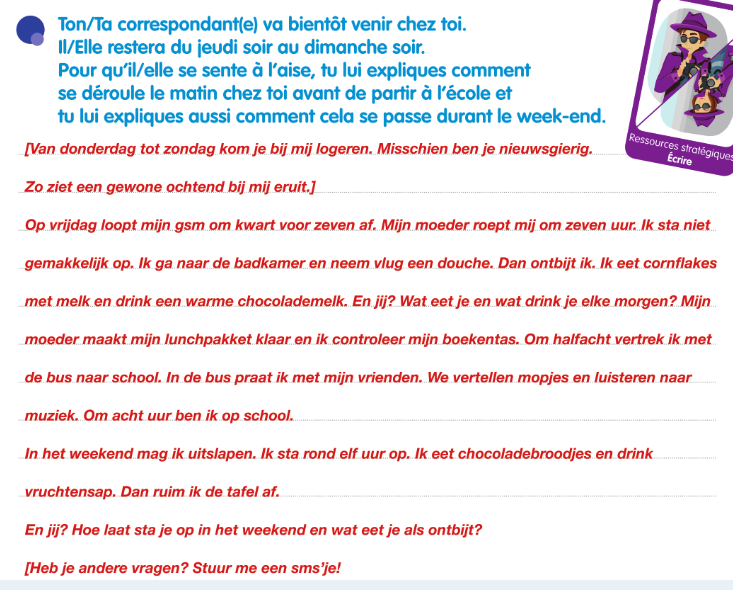 Ton/Ta correspondant(e) va bientôt venir chez toi.
Il/Elle restera du jeudi soir au dimanche soir.
Pour qu'il/elle se sente à l'aise, tu lui expliques comment
se déroule le matin chez toi avant de partir à l'école et
tu lui expliques aussi comment cela se passe durant le week-end.
Ressources stratégiques
Écrire
[Van donderdag tot zondag kom je bij mij logeren. Misschien ben je nieuwsgierig.
Zo ziet een gewone ochtend bij mij eruit.]
Op vrijdag loopt mijn gsm om kwart voor zeven af. Mijn moeder roept mij om zeven uur. Ik sta niet
gemakkelijk op. Ik ga naar de badkamer en neem vlug een douche. Dan ontbijt ik. Ik eet cornflakes
met melk en drink een warme chocolademelk. En jij? Wat eet je en wat drink je elke morgen? Mijn
moeder maakt mijn lunchpakket klaar en ik controleer mijn boekentas. Om halfacht vertrek ik met
de bus naar school. In de bus praat ik met mijn vrienden. We vertellen mopjes en luisteren naar
muziek. Om acht uur ben ik op school.
In het weekend mag ik uitslapen. Ik sta rond elf uur op. Ik eet chocoladebroodjes en drink
vruchtensap. Dan ruim ik de tafel af.
En jij? Hoe laat sta je op in het weekend en wat eet je als ontbijt?
[Heb je andere vragen? Stuur me een sms'je!